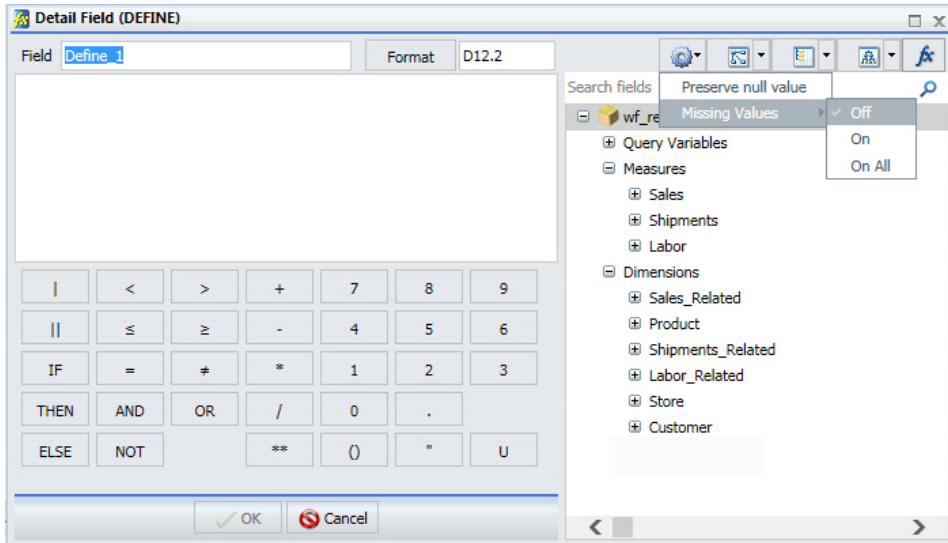 Detail Field (DEFINE)
Field Define_1 Format D12.2 fx
Search fields Preserve null value
wf_re Missing Values Off
Query Variables On
Measures On All
Sales
Shipments
Labor
Dimensions
Sales_Related
Product
Shipments_Related
Labor_Related
Store
Customer
| < > + 7 8 9
|| ≤ ≥ - 4 5 6
IF = ≠ * 1 2 3
THEN AND OR / 0 .
ELSE NOT ** () " U
OK Cancel